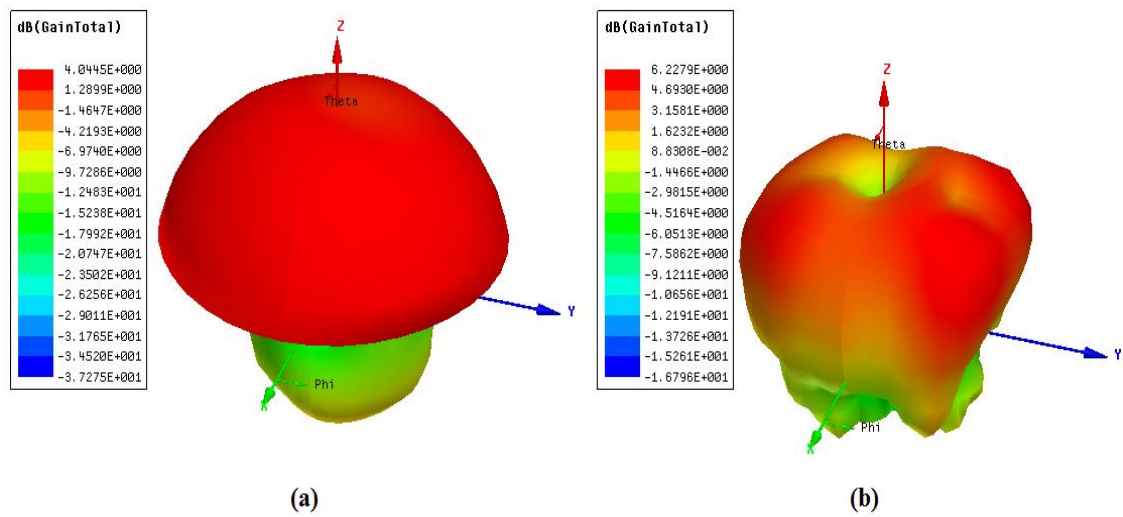 dB(GainTotal)
4.0445E+000
1.2899E+000
-1.4647E+000
-4.2193E+000
-6.9740E+000
-9.7286E+000
-1.2483E+001
-1.5238E+001
-1.7992E+001
-2.0747E+001
-2.3502E+001
-2.6256E+001
-2.9011E+001
-3.1765E+001
-3.4520E+001
-3.7275E+001
Z
Theta
Y
Phi
X
(a)
dB(GainTotal)
6.2279E+000
4.6930E+000
3.1581E+000
1.6232E+000
8.8308E-002
-1.4466E+000
-2.9815E+000
-4.5164E+000
-6.0513E+000
-7.5862E+000
-9.1211E+000
-1.0656E+001
-1.2191E+001
-1.3726E+001
-1.5261E+001
-1.6796E+001
Z
Theta
Y
Phi
X
(b)